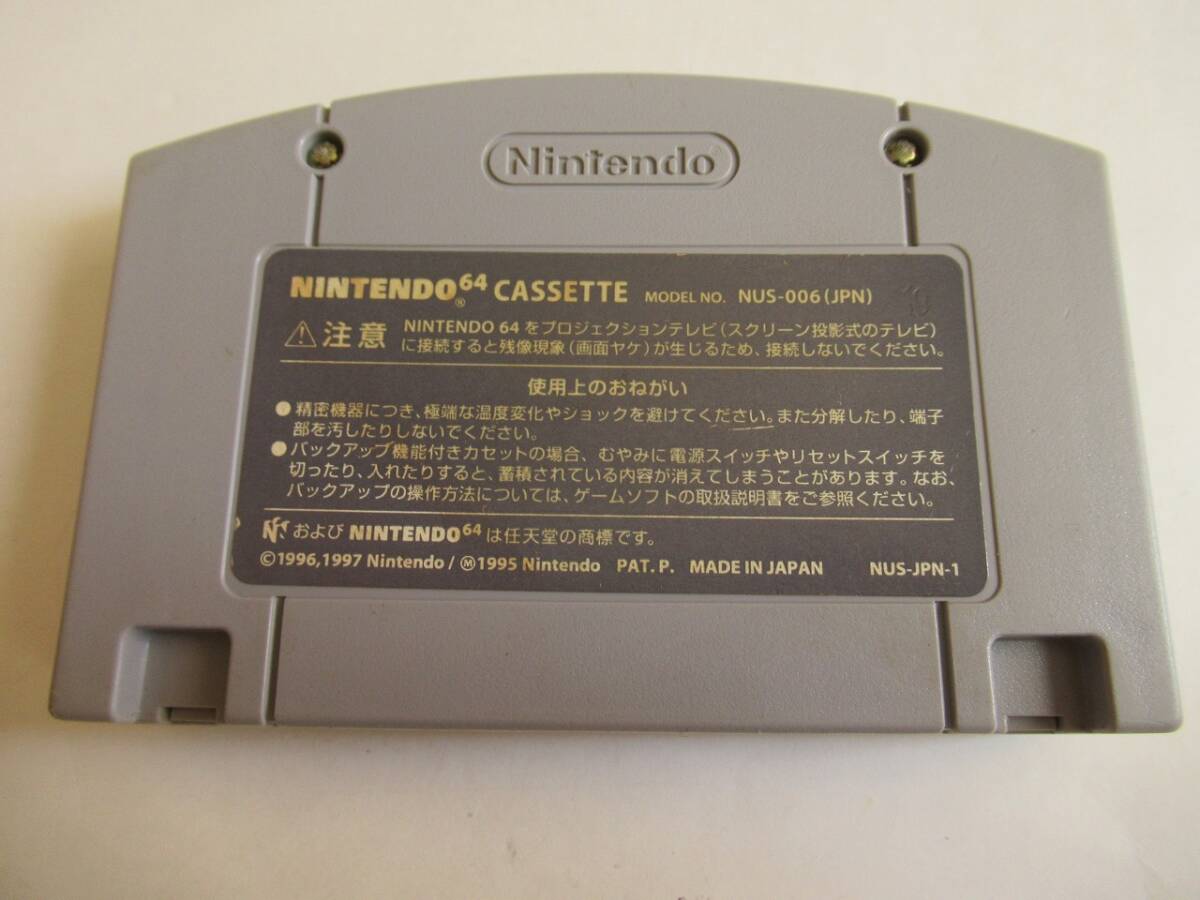 Nintendo
NINTENDO64® CASSETTE MODEL NO. NUS-006(JPN)
10
⚠注意 NINTENDO 64をプロジェクションテレビ(スクリーン投影式のテレビ)
に接続すると残像現象(画面ヤケ)が生じるため、接続しないでください。
使用上のおねがい
●精密機器につき、極端な温度変化やショックを避けてください。また分解したり、端子
部を汚したりしないでください。
●バックアップ機能付きカセットの場合、むやみに電源スイッチやリセットスイッチを
切ったり、入れたりすると、蓄積されている内容が消えてしまうことがあります。なお、
バックアップの操作方法については、ゲームソフトの取扱説明書をご参照ください。
および NINTENDO64 は任天堂の商標です。
©1996,1997 Nintendo / Ⓜ1995 Nintendo PAT. P. MADE IN JAPAN NUS-JPN-1